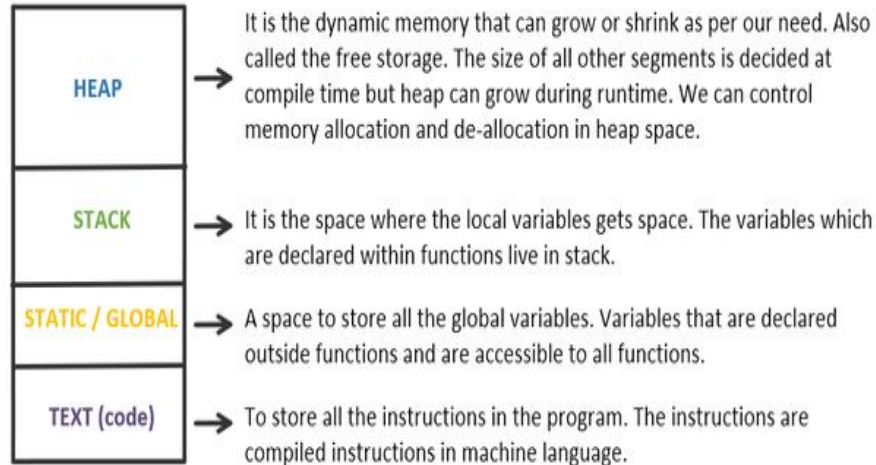 HEAP
It is the dynamic memory that can grow or shrink as per our need. Also
called the free storage. The size of all other segments is decided at
compile time but heap can grow during runtime. We can control
memory allocation and de-allocation in heap space.
STACK
It is the space where the local variables gets space. The variables which
are declared within functions live in stack.
STATIC / GLOBAL
A space to store all the global variables. Variables that are declared
outside functions and are accessible to all functions.
TEXT (code)
To store all the instructions in the program. The instructions are
compiled instructions in machine language.